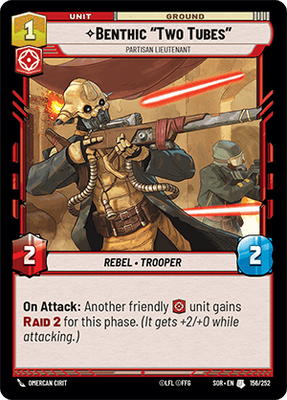 1
UNIT
GROUND
✧BENTHIC “TWO TUBES”
PARTISAN LIEUTENANT
2
2
REBEL • TROOPER
On Attack: Another friendly unit gains
RAID 2 for this phase. (It gets +2/+0 while
attacking.)
OMERCAN CIRIT
©LFL ©FFG
SOR • EN
156/252